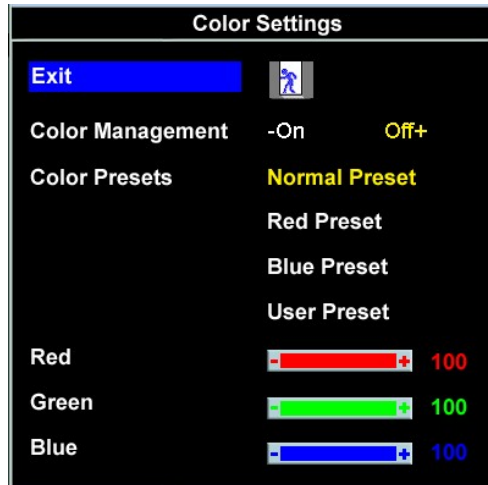 Color Settings
Exit
Color Management -On Off+
Color Presets Normal Preset
Red Preset
Blue Preset
User Preset
Red - + 100
Green - + 100
Blue - + 100